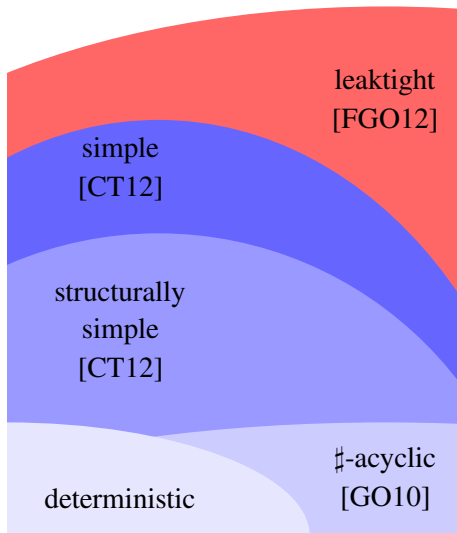 leaktight
[FGO12]
simple
[CT12]
structurally
simple
[CT12]
♯-acyclic
[GO10]
deterministic